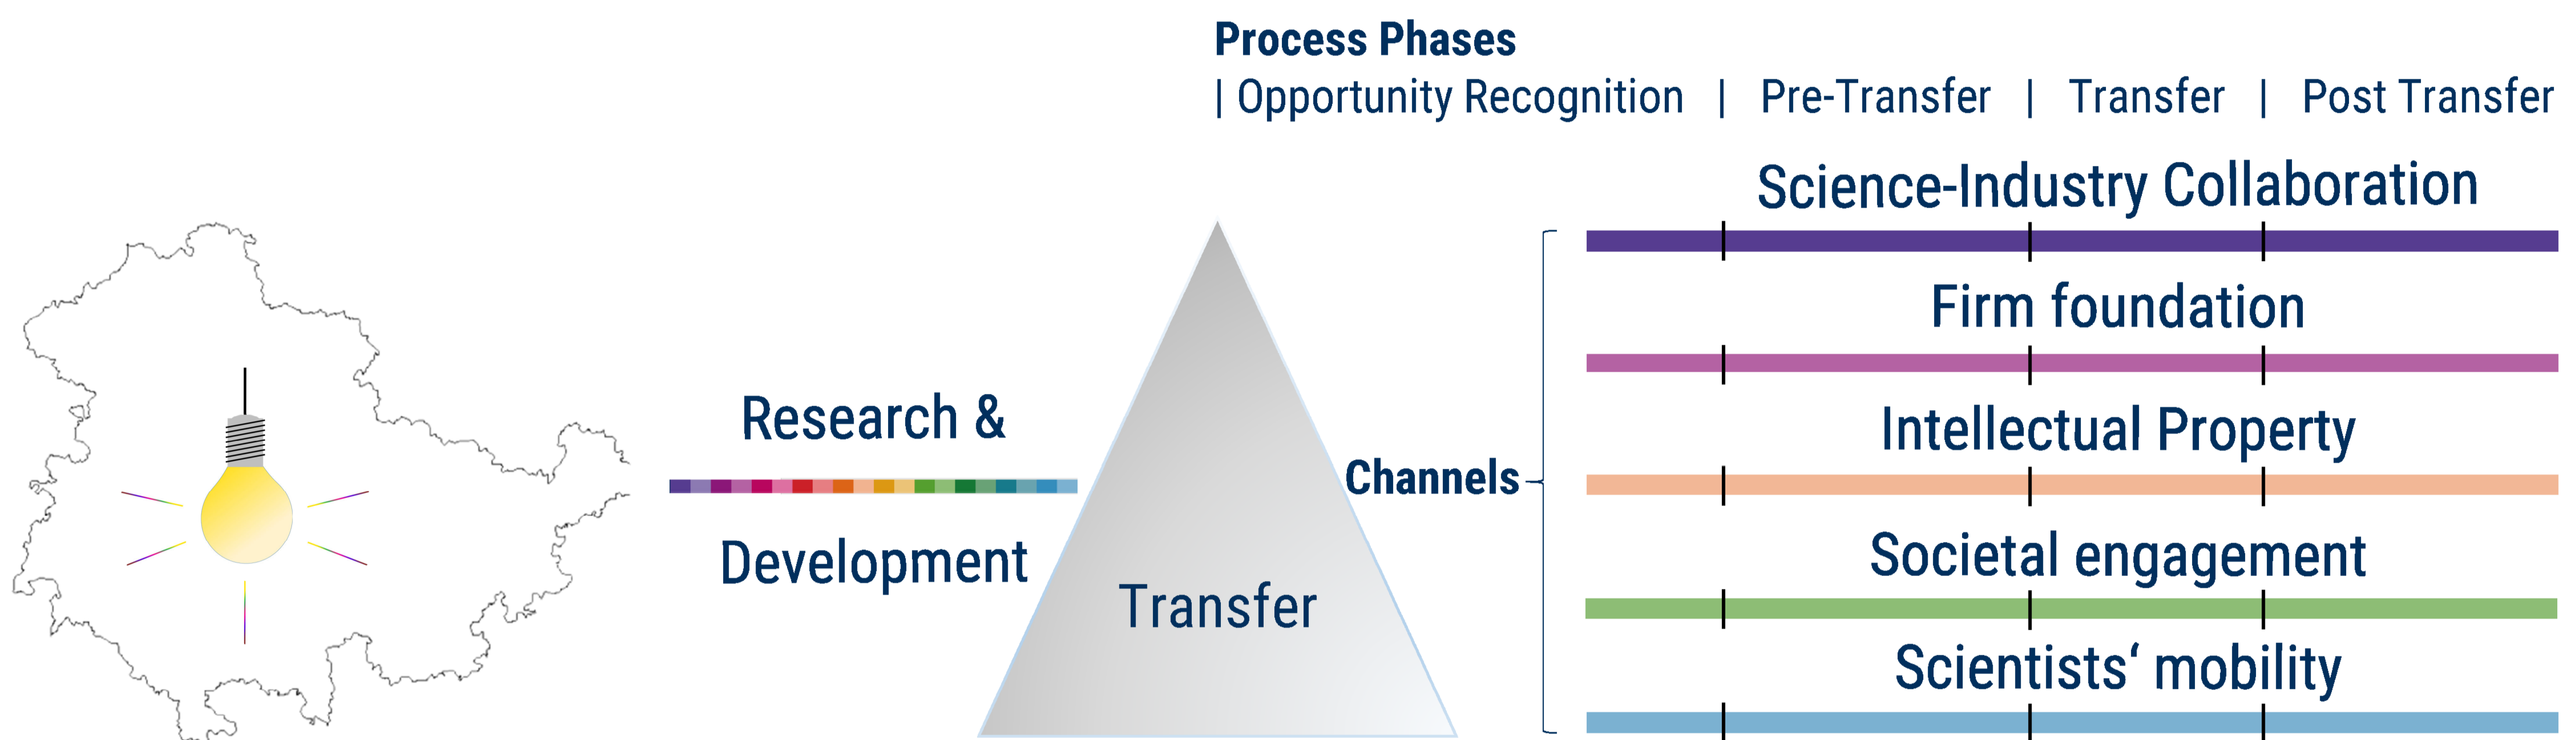 Process Phases
| Opportunity Recognition | Pre-Transfer | Transfer | Post Transfer
Research &
Development
Transfer
Channels
Science-Industry Collaboration
Firm foundation
Intellectual Property
Societal engagement
Scientists‘ mobility